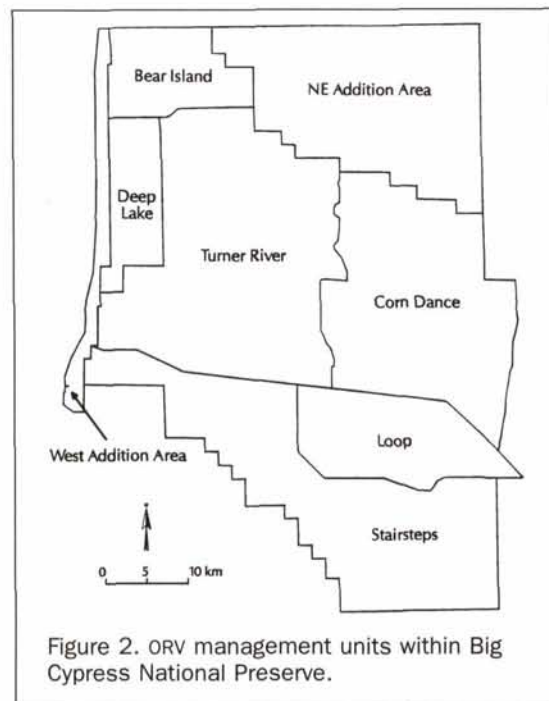 Bear Island
NE Addition Area
Deep
Lake
Turner River
Corn Dance
Loop
West Addition Area
Stairsteps
0 5 10 km
Figure 2. ORV management units within Big
Cypress National Preserve.